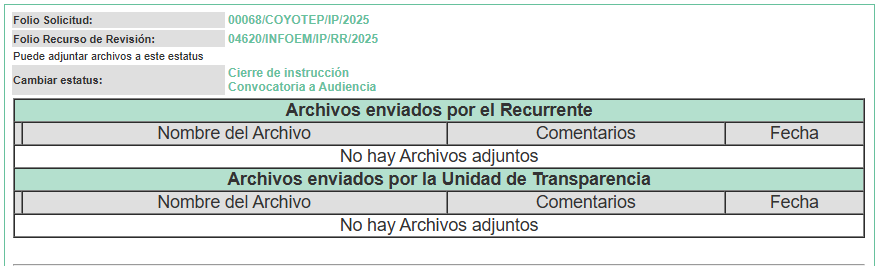 Folio Solicitud: 00068/COYOTEP/IP/2025
Folio Recurso de Revisión: 04620/INFOEM/IP/RR/2025
Puede adjuntar archivos a este estatus
Cambiar estatus: Cierre de instrucción
Convocatoria a Audiencia
Archivos enviados por el Recurrente
Nombre del Archivo Comentarios Fecha
No hay Archivos adjuntos
Archivos enviados por la Unidad de Transparencia
Nombre del Archivo Comentarios Fecha
No hay Archivos adjuntos